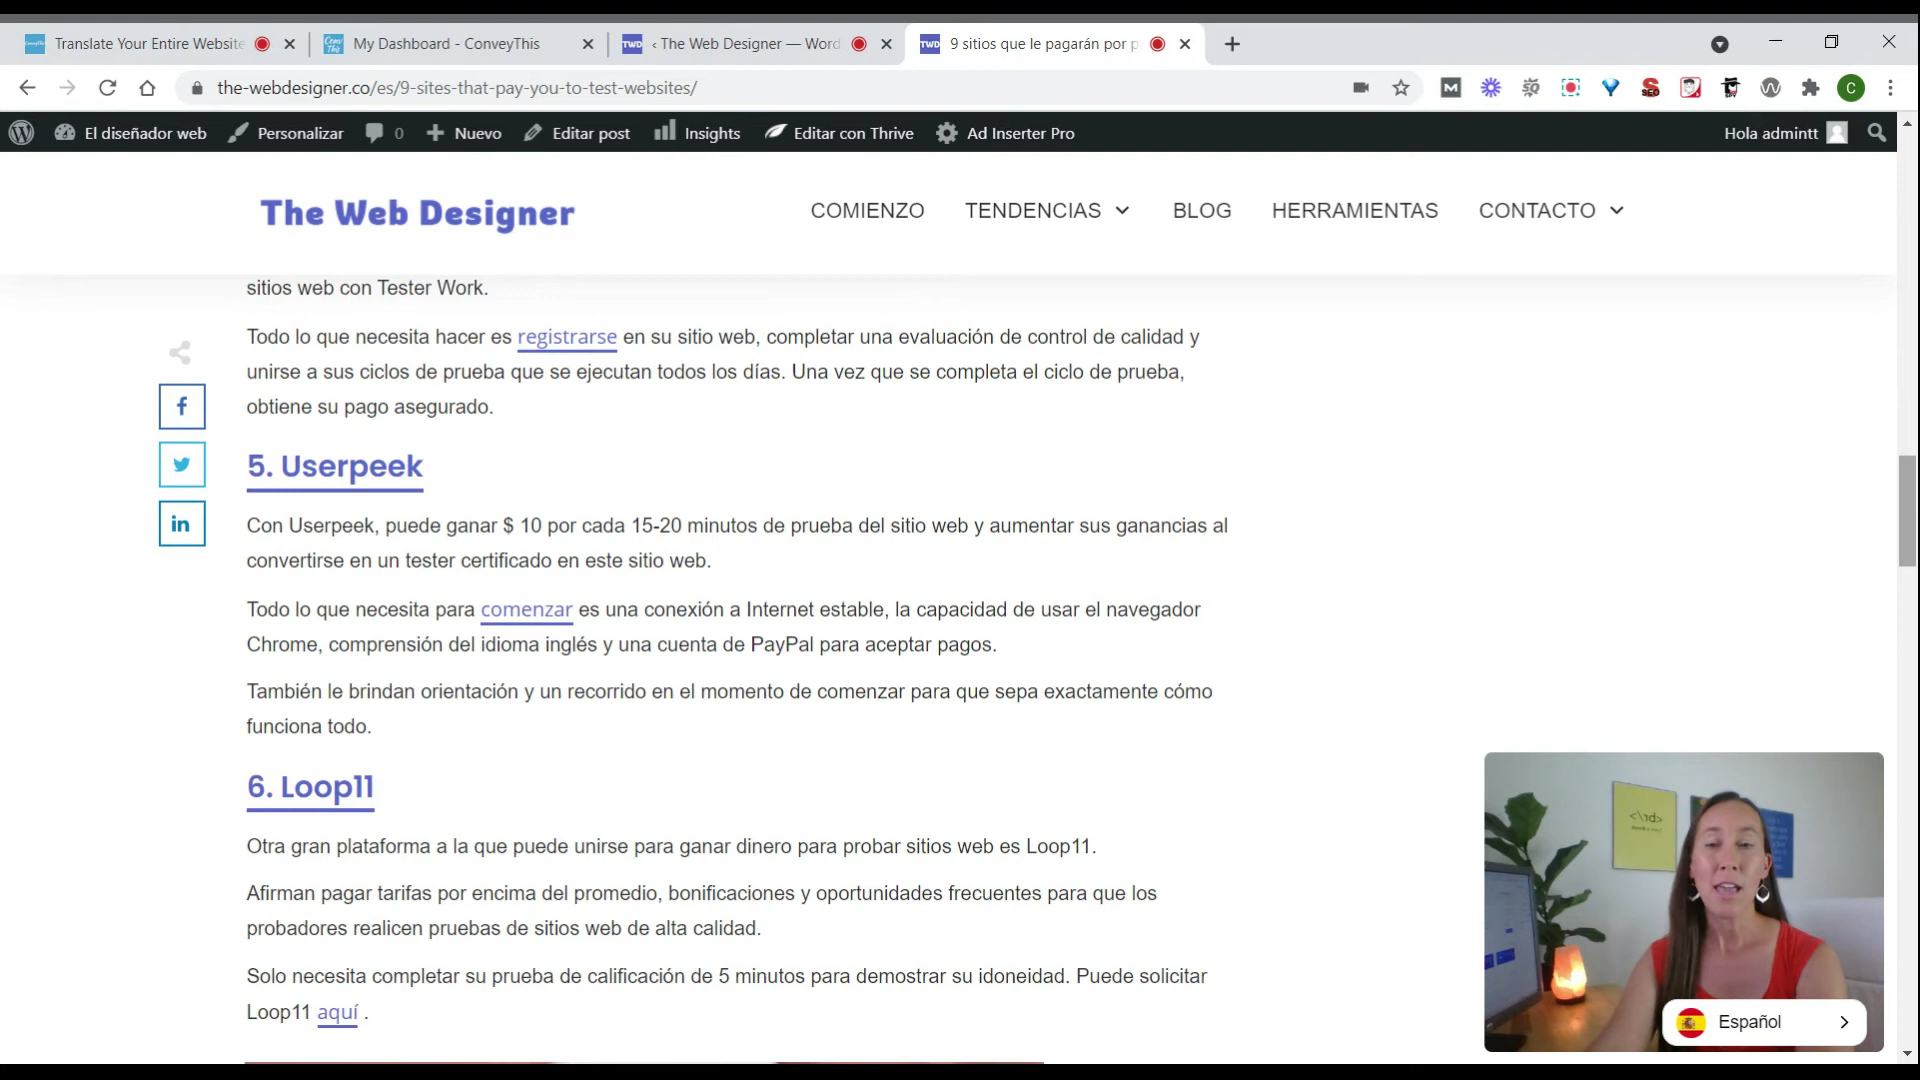 Translate Your Entire Website
My Dashboard - ConveyThis
TWD
‹ The Web Designer — Word
TWD
9 sitios que le pagarán por p
the-webdesigner.co/es/9-sites-that-pay-you-to-test-websites/
El diseñador web
Personalizar
0
Nuevo
Editar post
Insights
Editar con Thrive
Ad Inserter Pro
Hola admintt
The Web Designer
COMIENZO
TENDENCIAS
BLOG
HERRAMIENTAS
CONTACTO
sitios web con Tester Work.
Todo lo que necesita hacer es registrarse en su sitio web, completar una evaluación de control de calidad y
unirse a sus ciclos de prueba que se ejecutan todos los días. Una vez que se completa el ciclo de prueba,
obtiene su pago asegurado.
5. Userpeek
Con Userpeek, puede ganar $ 10 por cada 15-20 minutos de prueba del sitio web y aumentar sus ganancias al
convertirse en un tester certificado en este sitio web.
Todo lo que necesita para comenzar es una conexión a Internet estable, la capacidad de usar el navegador
Chrome, comprensión del idioma inglés y una cuenta de PayPal para aceptar pagos.
También le brindan orientación y un recorrido en el momento de comenzar para que sepa exactamente cómo
funciona todo.
6. Loop11
Otra gran plataforma a la que puede unirse para ganar dinero para probar sitios web es Loop11.
Afirman pagar tarifas por encima del promedio, bonificaciones y oportunidades frecuentes para que los
probadores realicen pruebas de sitios web de alta calidad.
Solo necesita completar su prueba de calificación de 5 minutos para demostrar su idoneidad. Puede solicitar
Loop11 aquí .
Español